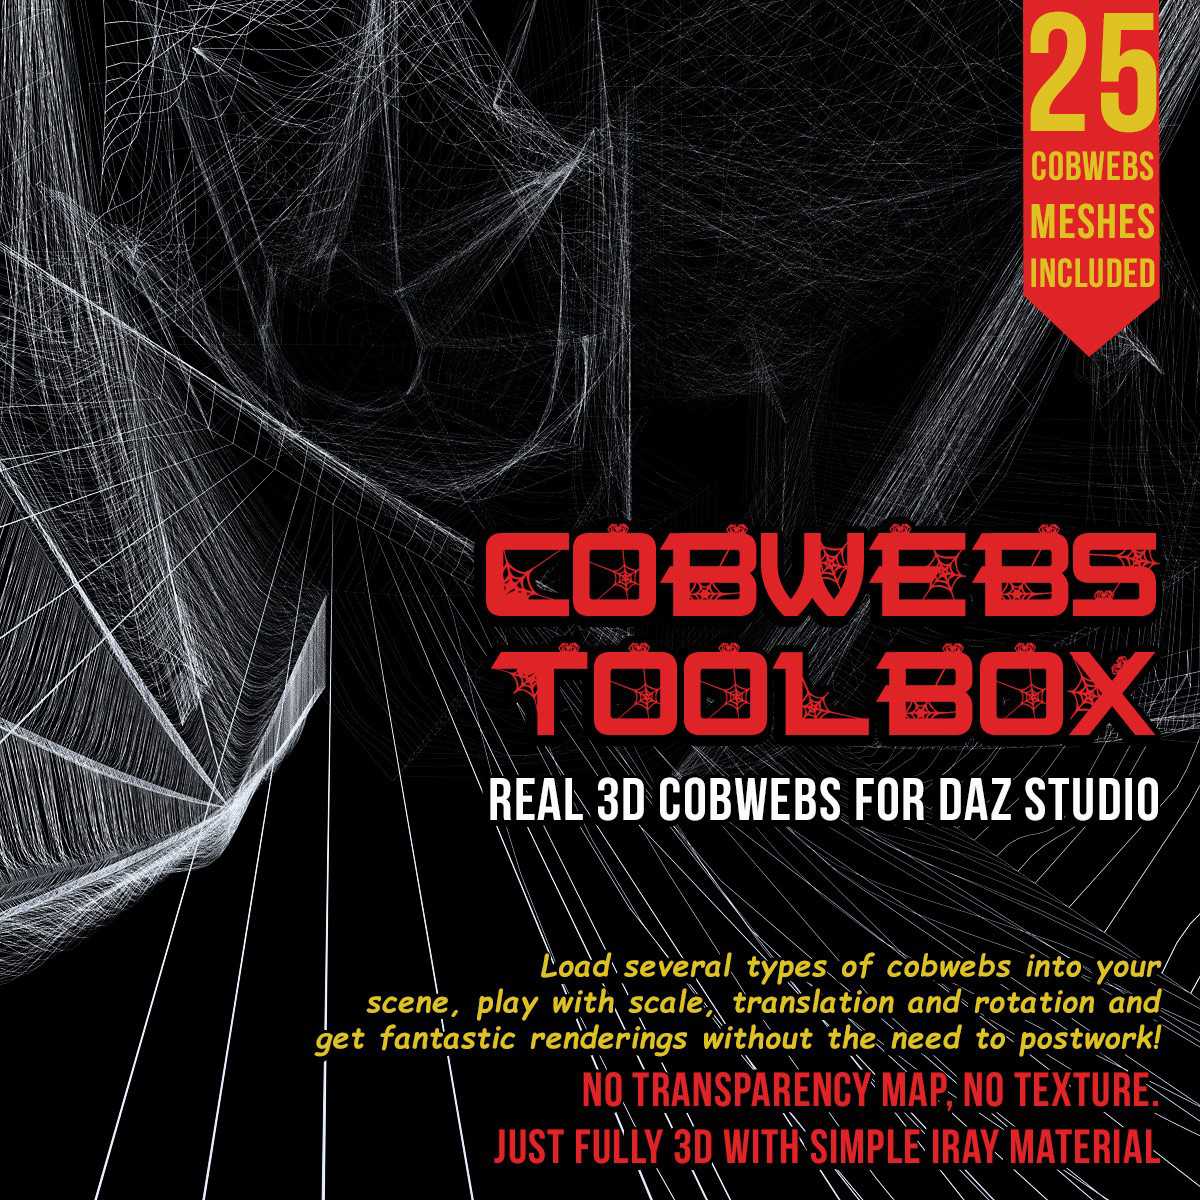 25
COBWEBS
MESHES
INCLUDED
COBWEBS
TOOLBOX
REAL 3D COBWEBS FOR DAZ STUDIO
Load several types of cobwebs into your
scene, play with scale, translation and rotation and
get fantastic renderings without the need to postwork!
NO TRANSPARENCY MAP, NO TEXTURE.
JUST FULLY 3D WITH SIMPLE IRAY MATERIAL